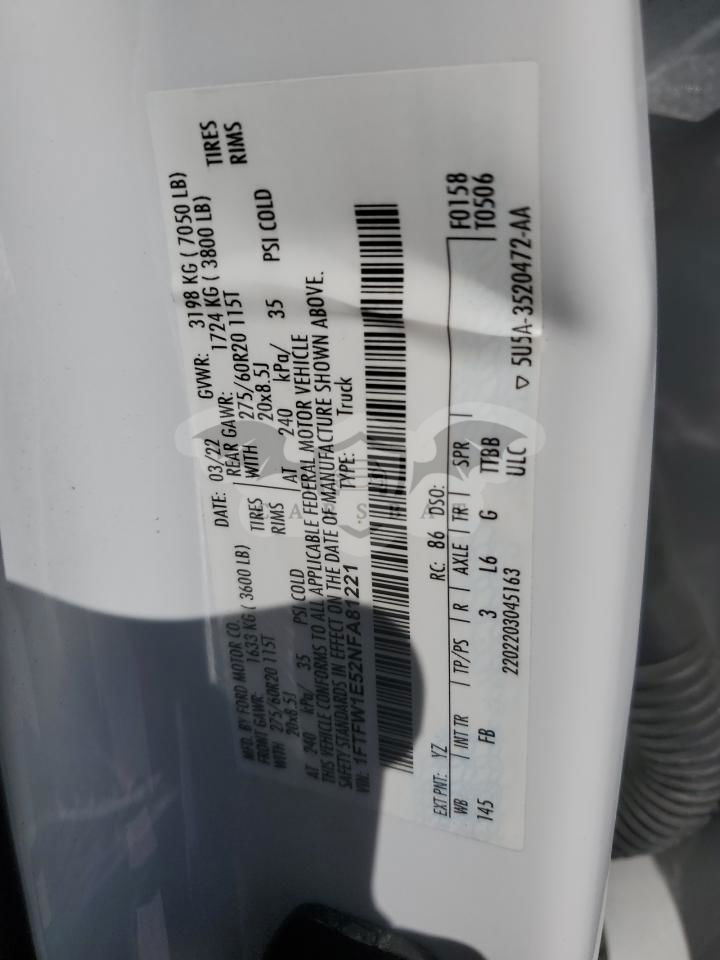 MFD. BY FORD MOTOR CO. DATE: 03/22 GVWR: 3198 KG ( 7050 LB)
FRONT GAWR: 1633 KG ( 3600 LB) REAR GAWR: 1724 KG ( 3800 LB)
WITH 275/60R20 115T TIRES WITH 275/60R20 115T TIRES
20x8.5J RIMS 20x8.5J RIMS
AT 240 kPa/ 35 PSI COLD AT 240 kPa/ 35 PSI COLD
THIS VEHICLE CONFORMS TO ALL APPLICABLE FEDERAL MOTOR VEHICLE
SAFETY STANDARDS IN EFFECT ON THE DATE OF MANUFACTURE SHOWN ABOVE.
VIN: 1FTFW1E52NFA81221 TYPE: Truck
EXT PNT: YZ RC: 86 DSO: F0158
WB INT TR TP/PS R AXLE TR SPR T0506
145 FB 3 L6 G TTBB
2202203045163 ULC ▽ 5U5A-3520472-AA